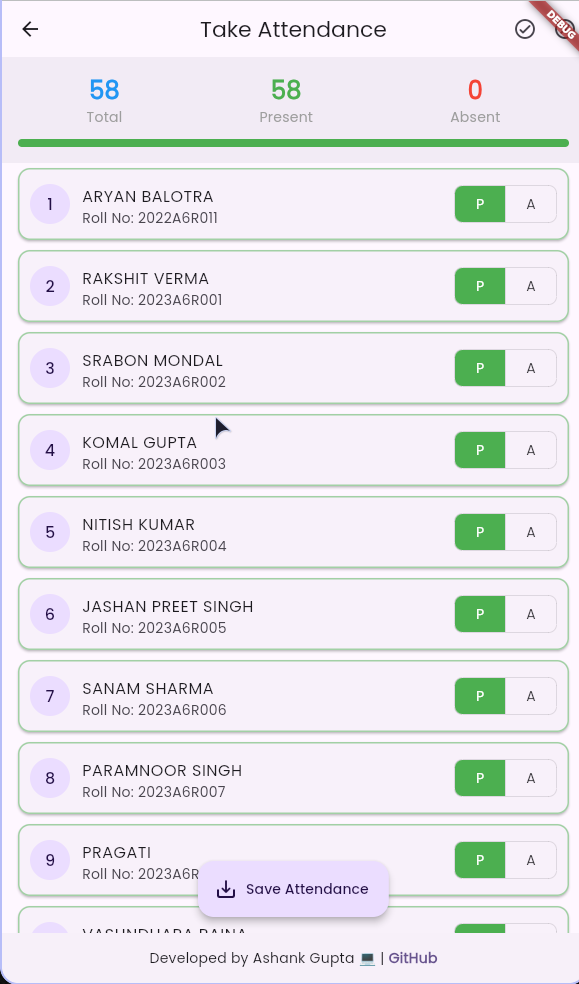 Take Attendance
DEBUG
58 58 0
Total Present Absent
1 ARYAN BALOTRA P A
Roll No: 2022A6R011
2 RAKSHIT VERMA P A
Roll No: 2023A6R001
3 SRABON MONDAL P A
Roll No: 2023A6R002
4 KOMAL GUPTA P A
Roll No: 2023A6R003
5 NITISH KUMAR P A
Roll No: 2023A6R004
6 JASHAN PREET SINGH P A
Roll No: 2023A6R005
7 SANAM SHARMA P A
Roll No: 2023A6R006
8 PARAMNOOR SINGH P A
Roll No: 2023A6R007
9 PRAGATI P A
Roll No: 2023A6R
Save Attendance
VASUNDHARA RAINA
Developed by Ashank Gupta 💻 | GitHub